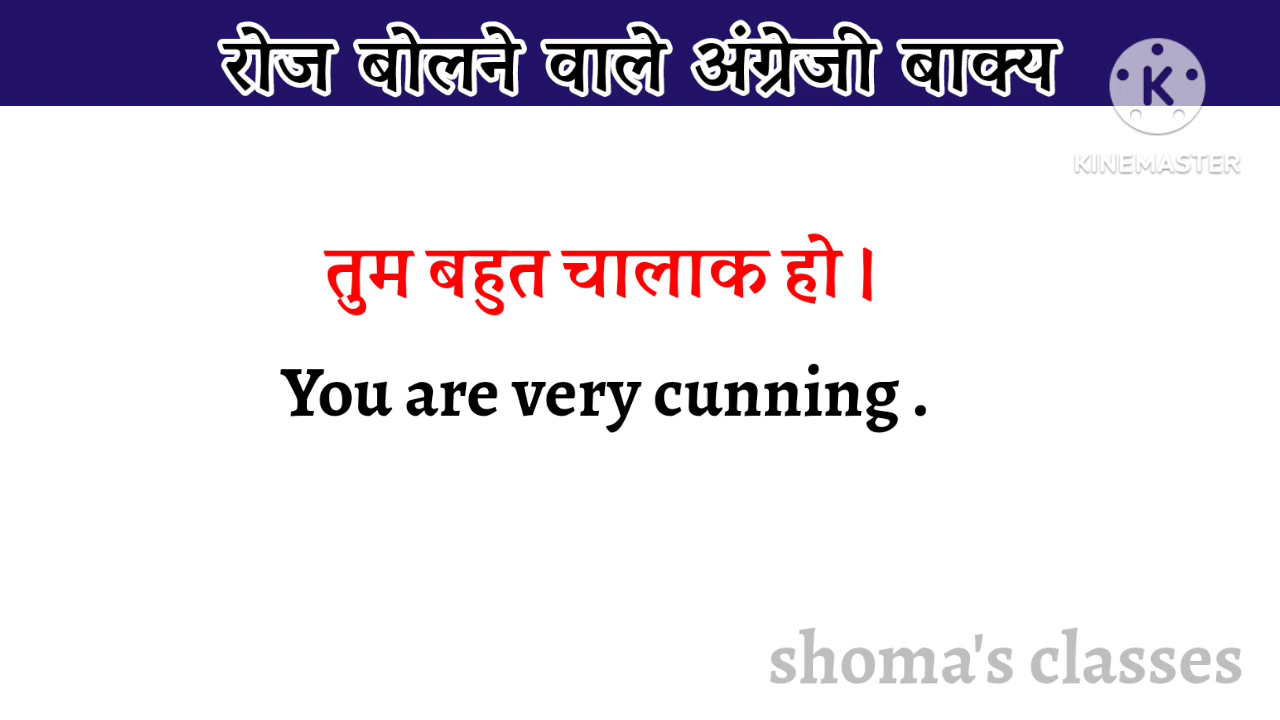 रोज बोलने वाले अंग्रेजी बाक्य
K
KINEMASTER
तुम बहुत चालाक हो।
You are very cunning .
shoma's classes